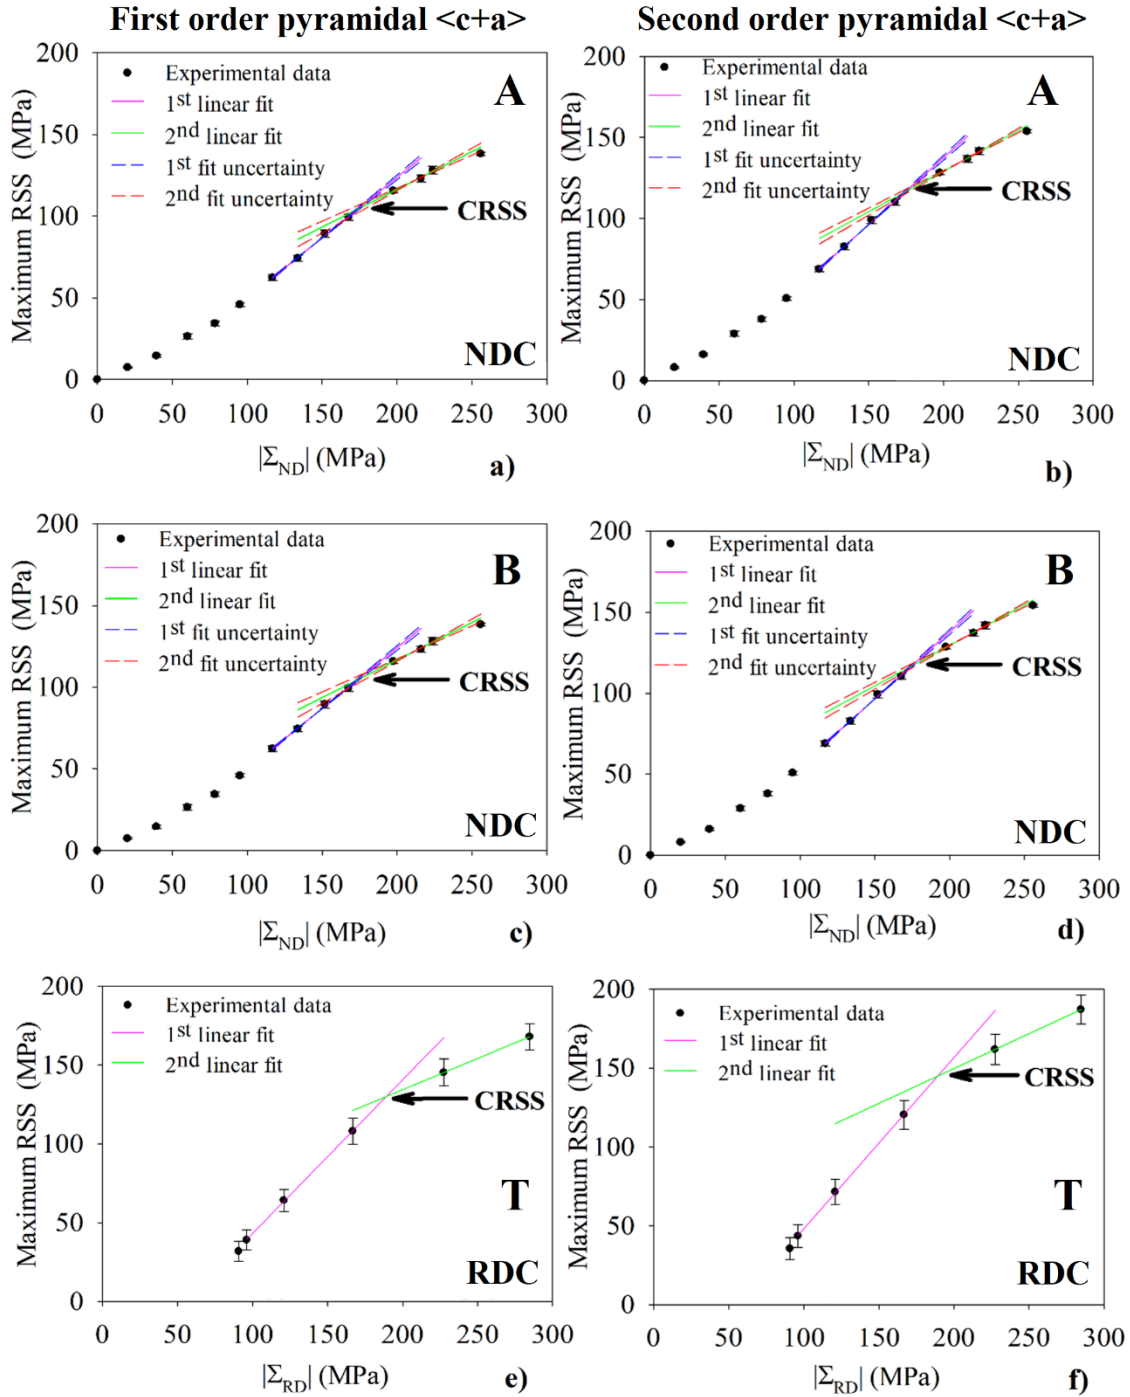 First order pyramidal <c+a>
Second order pyramidal <c+a>
200
150
100
50
0
Maximum RSS (MPa)
Experimental data
1st linear fit
2nd linear fit
1st fit uncertainty
2nd fit uncertainty
A
CRSS
NDC
0 50 100 150 200 250 300
|ΣND| (MPa)
a)
200
150
100
50
0
Maximum RSS (MPa)
Experimental data
1st linear fit
2nd linear fit
1st fit uncertainty
2nd fit uncertainty
A
CRSS
NDC
0 50 100 150 200 250 300
|ΣND| (MPa)
b)
200
150
100
50
0
Maximum RSS (MPa)
Experimental data
1st linear fit
2nd linear fit
1st fit uncertainty
2nd fit uncertainty
B
CRSS
NDC
0 50 100 150 200 250 300
|ΣND| (MPa)
c)
200
150
100
50
0
Maximum RSS (MPa)
Experimental data
1st linear fit
2nd linear fit
1st fit uncertainty
2nd fit uncertainty
B
CRSS
NDC
0 50 100 150 200 250 300
|ΣND| (MPa)
d)
200
150
100
50
0
Maximum RSS (MPa)
Experimental data
1st linear fit
2nd linear fit
CRSS
T
RDC
0 50 100 150 200 250 300
|ΣRD| (MPa)
e)
200
150
100
50
0
Maximum RSS (MPa)
Experimental data
1st linear fit
2nd linear fit
CRSS
T
RDC
0 50 100 150 200 250 300
|ΣRD| (MPa)
f)